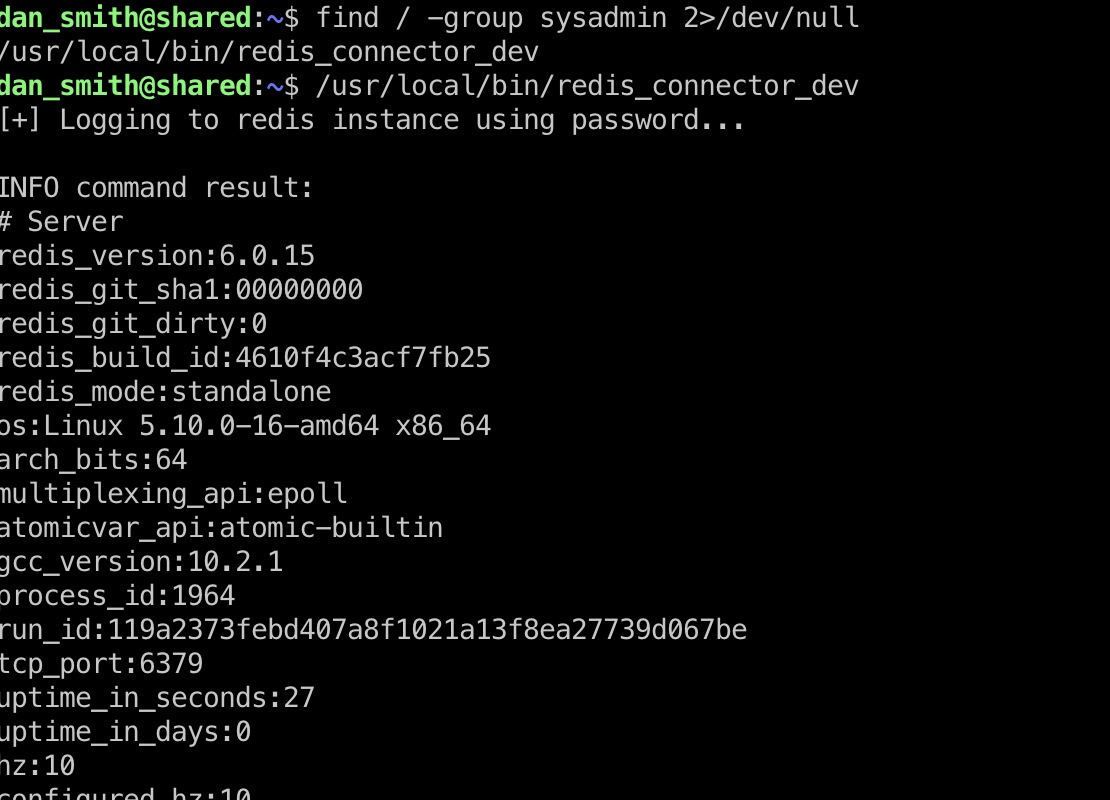 dan_smith@shared:~$ find / -group sysadmin 2>/dev/null
/usr/local/bin/redis_connector_dev
dan_smith@shared:~$ /usr/local/bin/redis_connector_dev
[+] Logging to redis instance using password...
INFO command result:
# Server
redis_version:6.0.15
redis_git_sha1:00000000
redis_git_dirty:0
redis_build_id:4610f4c3acf7fb25
redis_mode:standalone
os:Linux 5.10.0-16-amd64 x86_64
arch_bits:64
multiplexing_api:epoll
atomicvar_api:atomic-builtin
gcc_version:10.2.1
process_id:1964
run_id:119a2373febd407a8f1021a13f8ea27739d067be
tcp_port:6379
uptime_in_seconds:27
uptime_in_days:0
hz:10
configured_hz:10